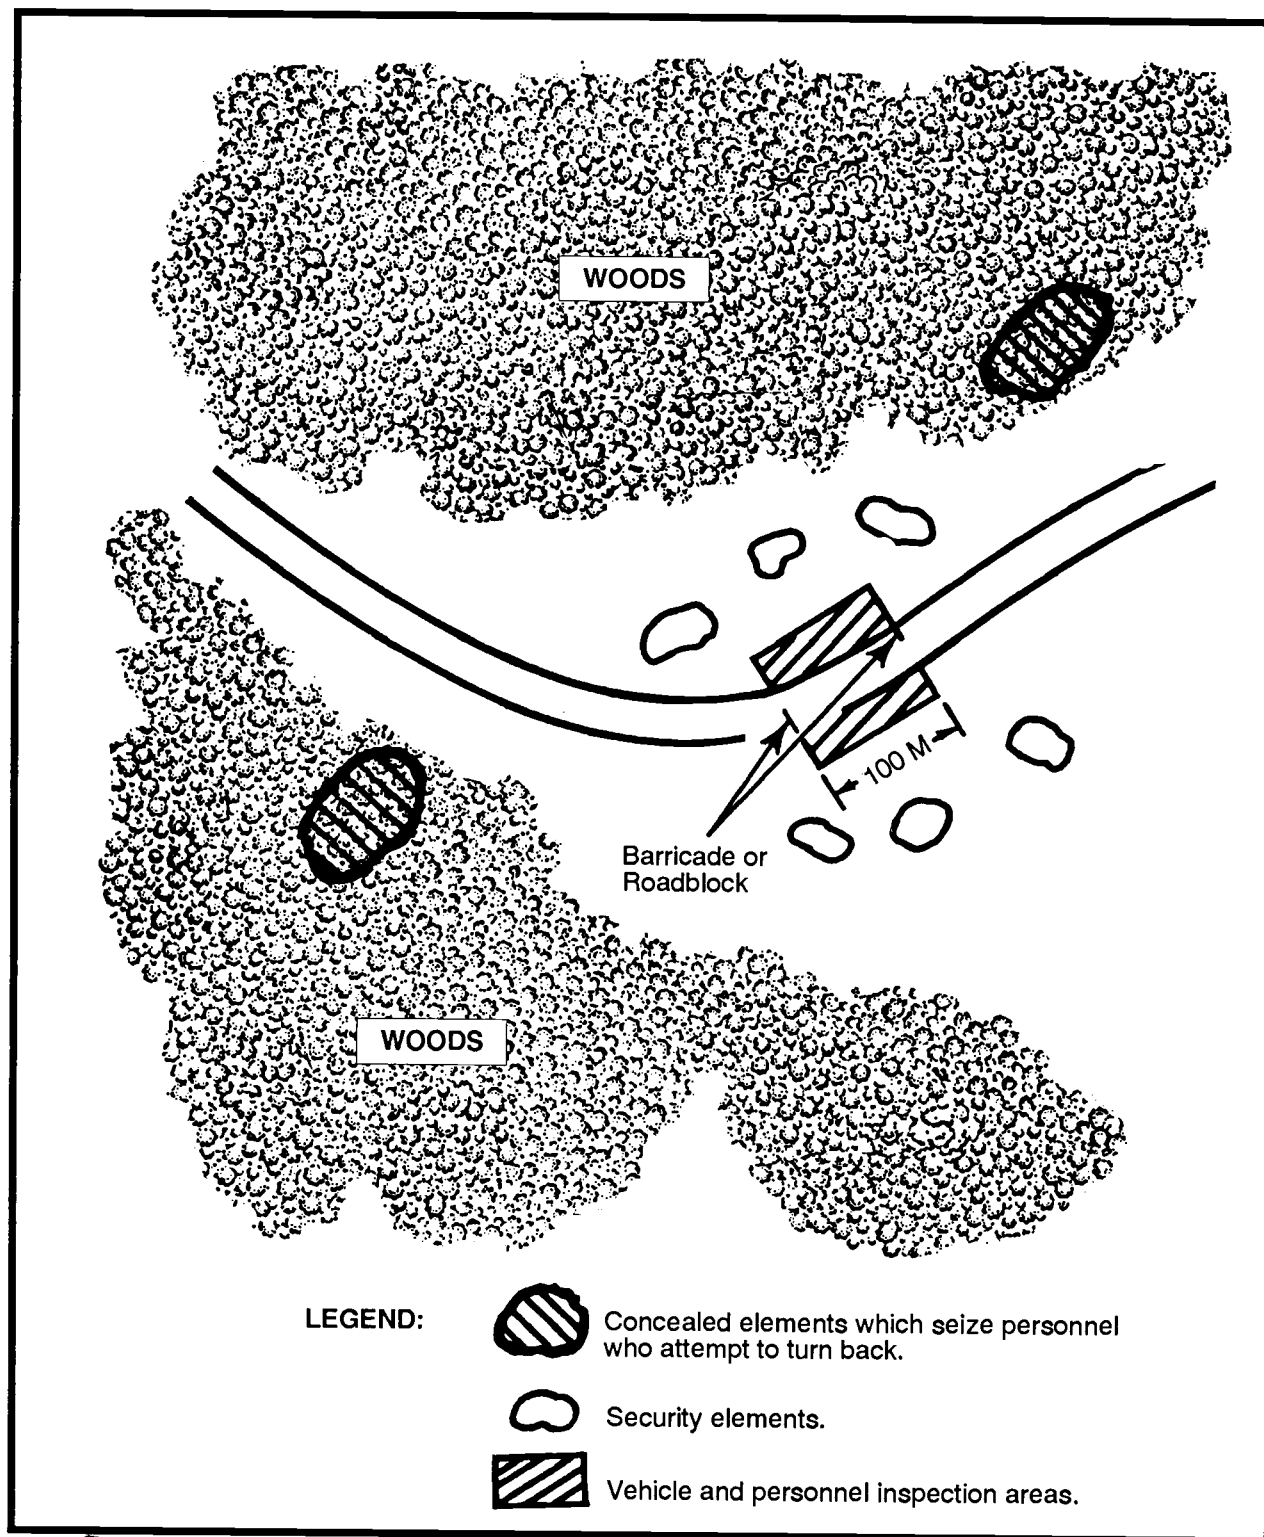 WOODS
100 M
Barricade or
Roadblock
WOODS
LEGEND:
Concealed elements which seize personnel
who attempt to turn back.
Security elements.
Vehicle and personnel inspection areas.